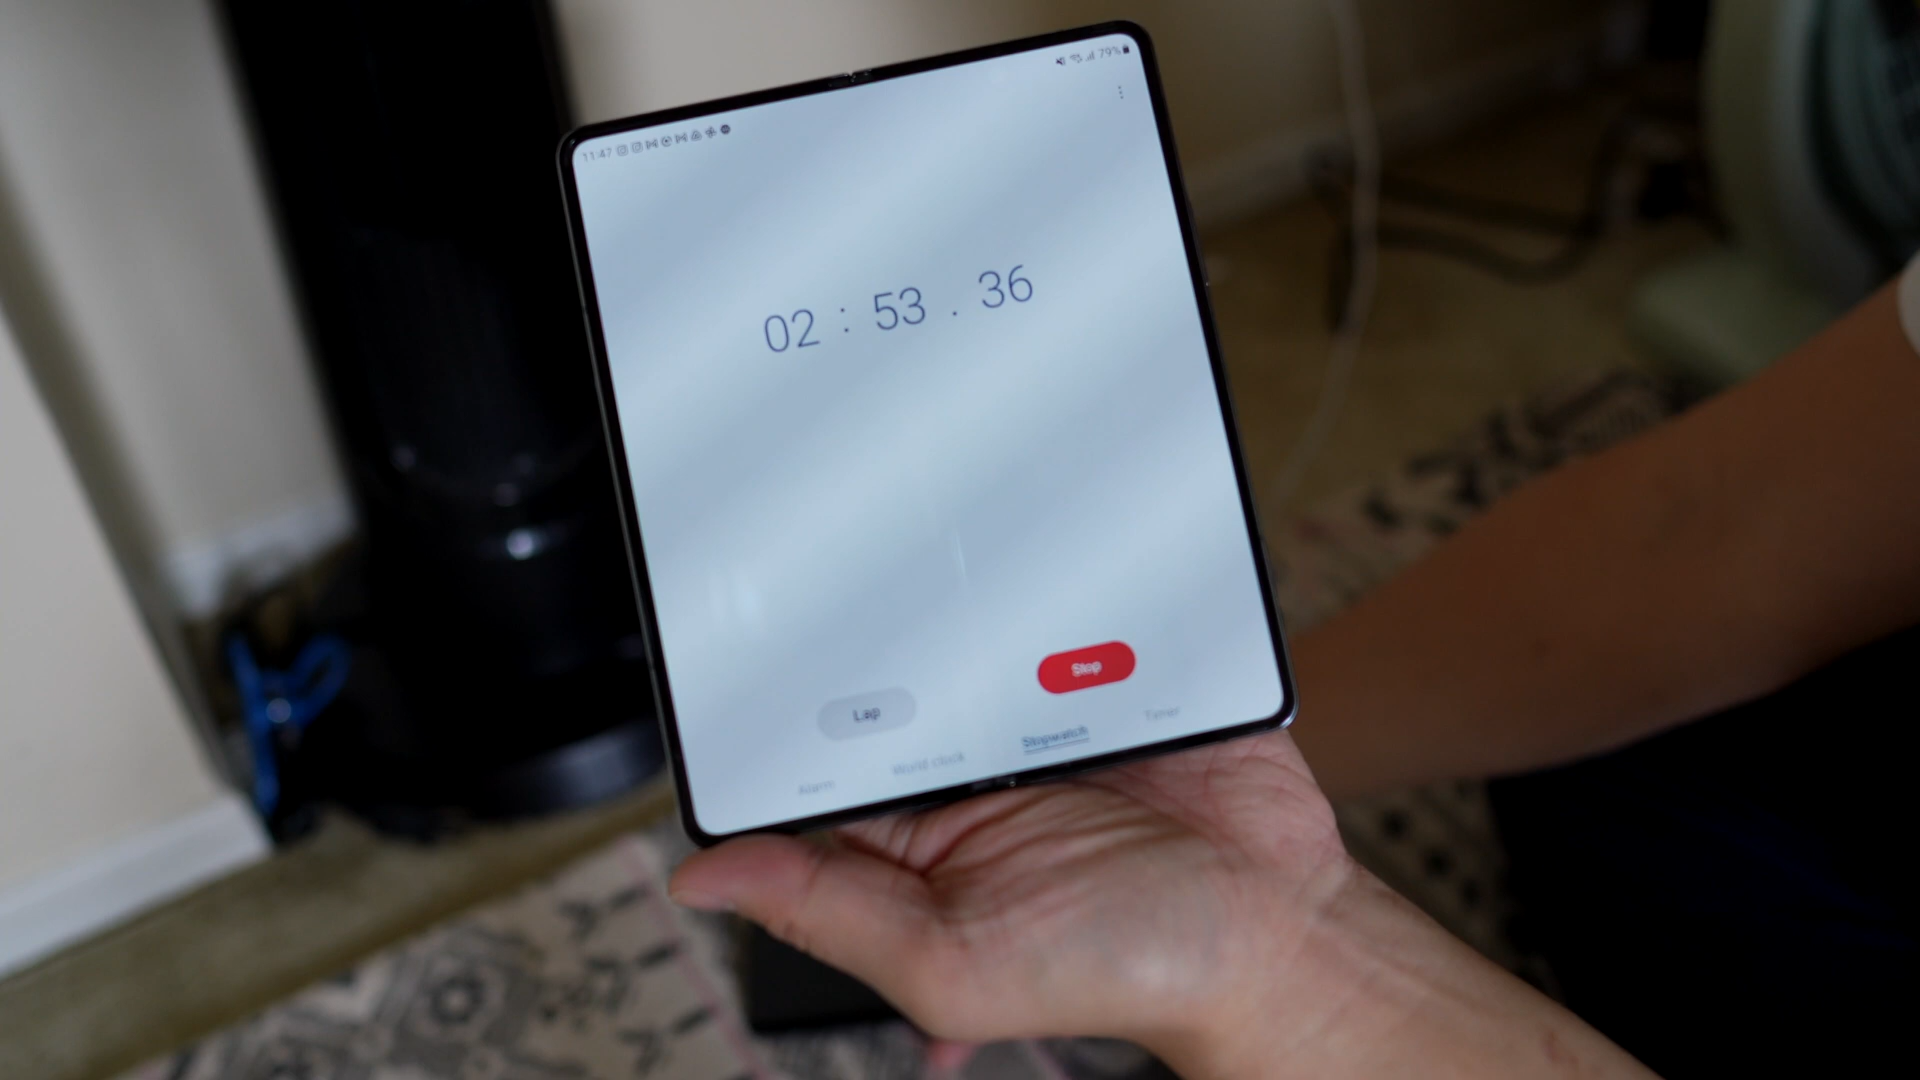 11:47 79%
02 : 53 . 36
Lap Stop
Alarm World clock Stopwatch Timer